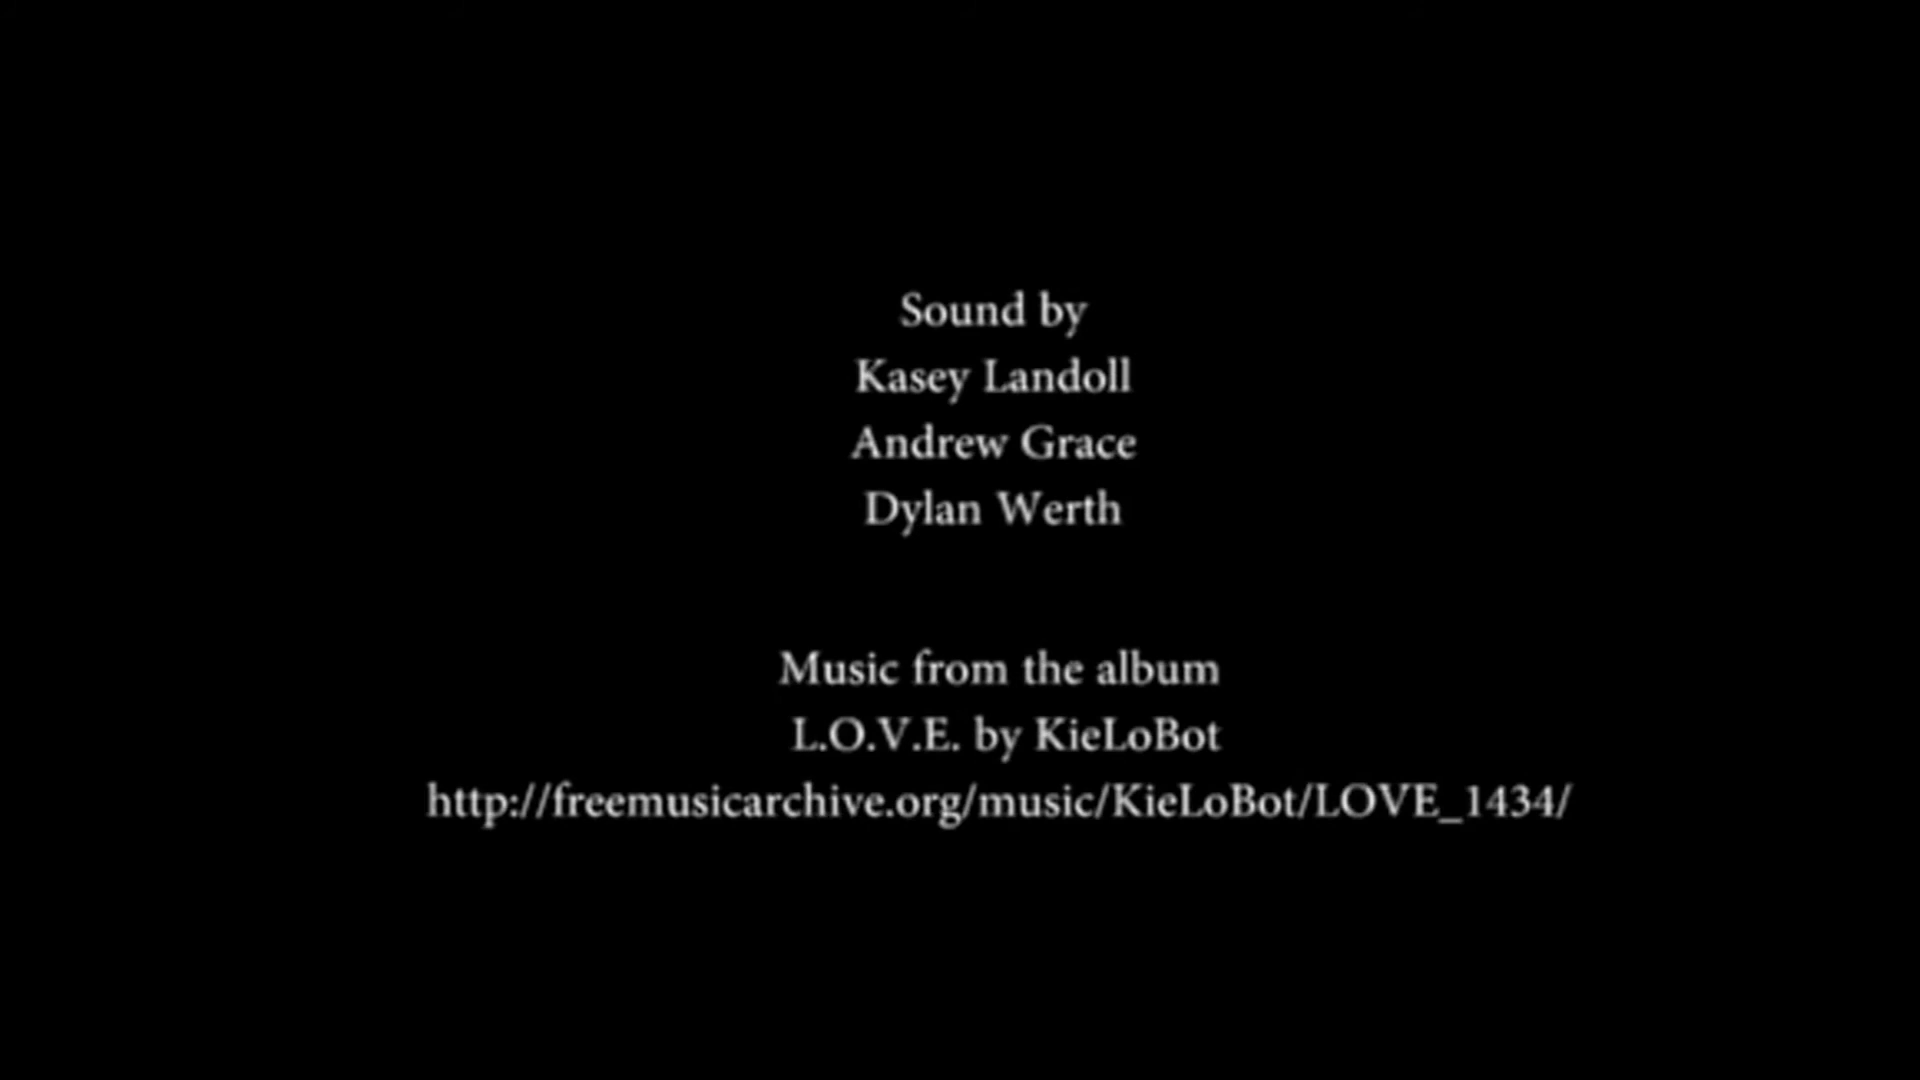 Sound by
Kasey Landoll
Andrew Grace
Dylan Werth
Music from the album
L.O.V.E. by KieLoBot
http://freemusicarchive.org/music/KieLoBot/LOVE_1434/